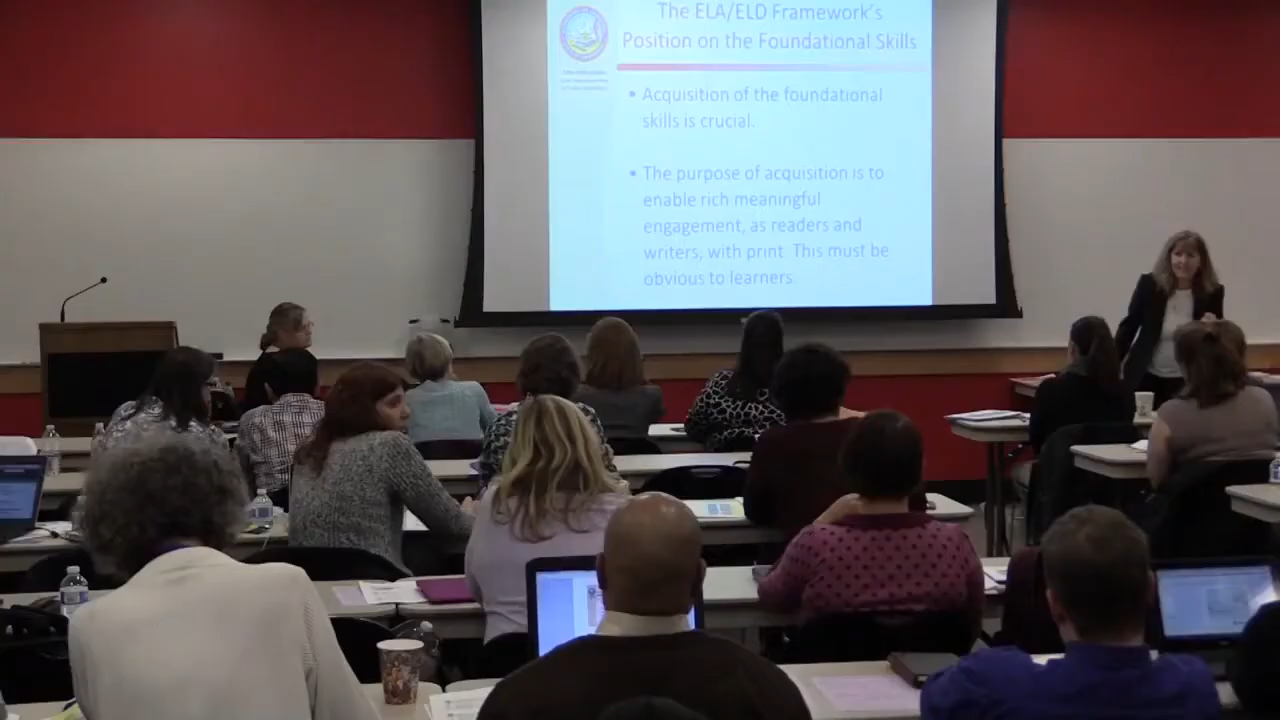 The ELA/ELD Framework's
Position on the Foundational Skills
• Acquisition of the foundational
skills is crucial.
• The purpose of acquisition is to
enable rich meaningful
engagement, as readers and
writers, with print. This must be
obvious to learners.